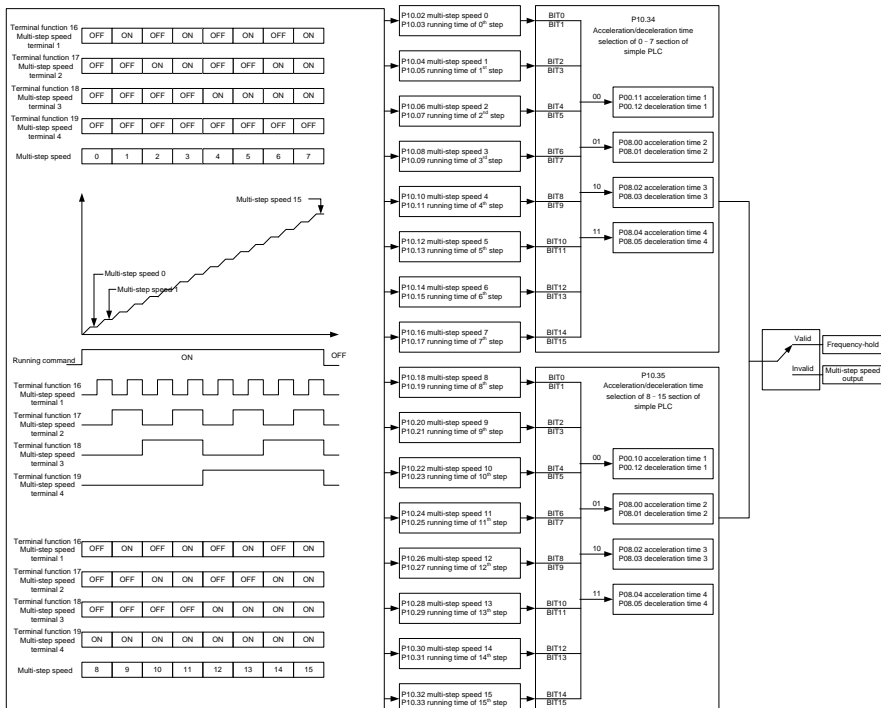 Terminal function 16
Multi-step speed
terminal 1
OFF ON OFF ON OFF ON OFF ON
Terminal function 17
Multi-step speed
terminal 2
OFF OFF ON ON OFF OFF ON ON
Terminal function 18
Multi-step speed
terminal 3
OFF OFF OFF OFF ON ON ON ON
Terminal function 19
Multi-step speed
terminal 4
OFF OFF OFF OFF OFF OFF OFF OFF
Multi-step speed 0 1 2 3 4 5 6 7
Multi-step speed 15
Multi-step speed 0
Multi-step speed 1
Running command
ON
OFF
Terminal function 16
Multi-step speed
terminal 1
Terminal function 17
Multi-step speed
terminal 2
Terminal function 18
Multi-step speed
terminal 3
Terminal function 19
Multi-step speed
terminal 4
Terminal function 16
Multi-step speed
terminal 1
OFF ON OFF ON OFF ON OFF ON
Terminal function 17
Multi-step speed
terminal 2
OFF OFF ON ON OFF OFF ON ON
Terminal function 18
Multi-step speed
terminal 3
OFF OFF OFF OFF ON ON ON ON
Terminal function 19
Multi-step speed
terminal 4
ON ON ON ON ON ON ON ON
Multi-step speed 8 9 10 11 12 13 14 15
P10.02 multi-step speed 0
P10.03 running time of 0th step
P10.04 multi-step speed 1
P10.05 running time of 1st step
P10.06 multi-step speed 2
P10.07 running time of 2nd step
P10.08 multi-step speed 3
P10.09 running time of 3rd step
P10.10 multi-step speed 4
P10.11 running time of 4th step
P10.12 multi-step speed 5
P10.13 running time of 5th step
P10.14 multi-step speed 6
P10.15 running time of 6th step
P10.16 multi-step speed 7
P10.17 running time of 7th step
P10.18 multi-step speed 8
P10.19 running time of 8th step
P10.20 multi-step speed 9
P10.21 running time of 9th step
P10.22 multi-step speed 10
P10.23 running time of 10th step
P10.24 multi-step speed 11
P10.25 running time of 11th step
P10.26 multi-step speed 12
P10.27 running time of 12th step
P10.28 multi-step speed 13
P10.29 running time of 13th step
P10.30 multi-step speed 14
P10.31 running time of 14th step
P10.32 multi-step speed 15
P10.33 running time of 15th step
BIT0
BIT1
BIT2
BIT3
BIT4
BIT5
BIT6
BIT7
BIT8
BIT9
BIT10
BIT11
BIT12
BIT13
BIT14
BIT15
P10.34
Acceleration/deceleration time
selection of 0 - 7 section of
simple PLC
00
P00.11 acceleration time 1
P00.12 deceleration time 1
01
P08.00 acceleration time 2
P08.01 deceleration time 2
10
P08.02 acceleration time 3
P08.03 deceleration time 3
11
P08.04 acceleration time 4
P08.05 deceleration time 4
BIT0
BIT1
BIT2
BIT3
BIT4
BIT5
BIT6
BIT7
BIT8
BIT9
BIT10
BIT11
BIT12
BIT13
BIT14
BIT15
P10.35
Acceleration/deceleration time
selection of 8 - 15 section of
simple PLC
00
P00.10 acceleration time 1
P00.12 deceleration time 1
01
P08.00 acceleration time 2
P08.01 deceleration time 2
10
P08.02 acceleration time 3
P08.03 deceleration time 3
11
P08.04 acceleration time 4
P08.05 deceleration time 4
Valid
Frequency-hold
Invalid
Multi-step speed
output